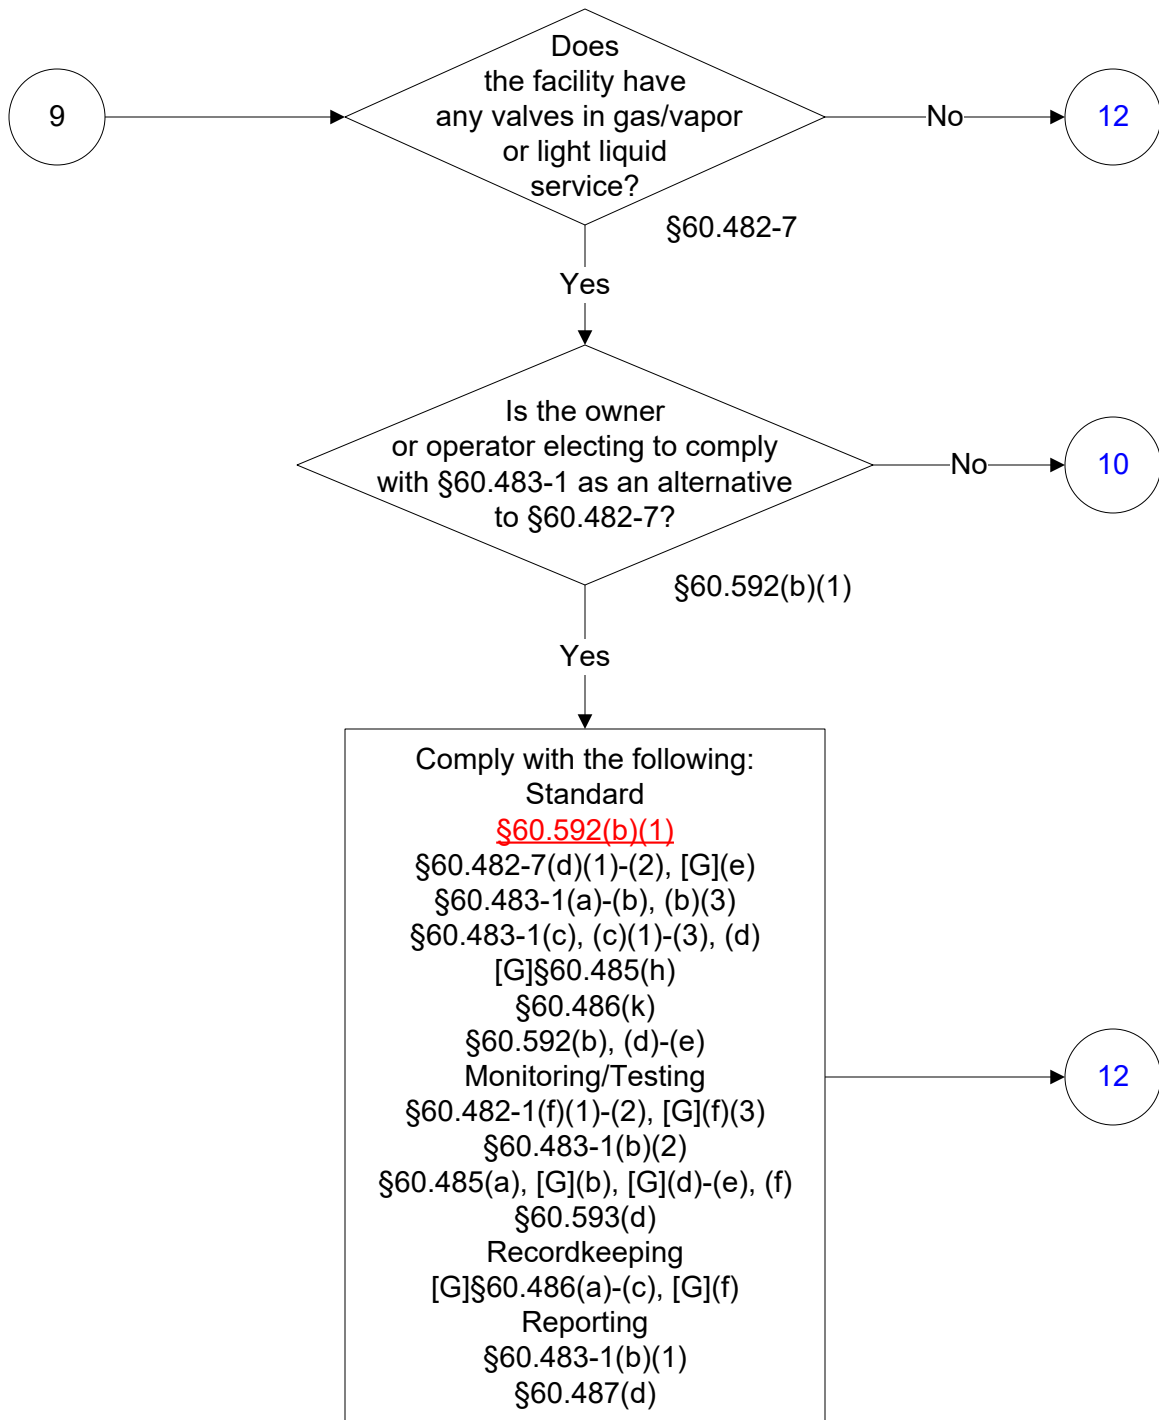 9
Does
the facility have
any valves in gas/vapor
or light liquid
service?
No
12
§60.482-7
Yes
Is the owner
or operator electing to comply
with §60.483-1 as an alternative
to §60.482-7?
No
10
§60.592(b)(1)
Yes
Comply with the following:
Standard
§60.592(b)(1)
§60.482-7(d)(1)-(2), [G](e)
§60.483-1(a)-(b), (b)(3)
§60.483-1(c), (c)(1)-(3), (d)
[G]§60.485(h)
§60.486(k)
§60.592(b), (d)-(e)
Monitoring/Testing
§60.482-1(f)(1)-(2), [G](f)(3)
§60.483-1(b)(2)
§60.485(a), [G](b), [G](d)-(e), (f)
§60.593(d)
Recordkeeping
[G]§60.486(a)-(c), [G](f)
Reporting
§60.483-1(b)(1)
§60.487(d)
12